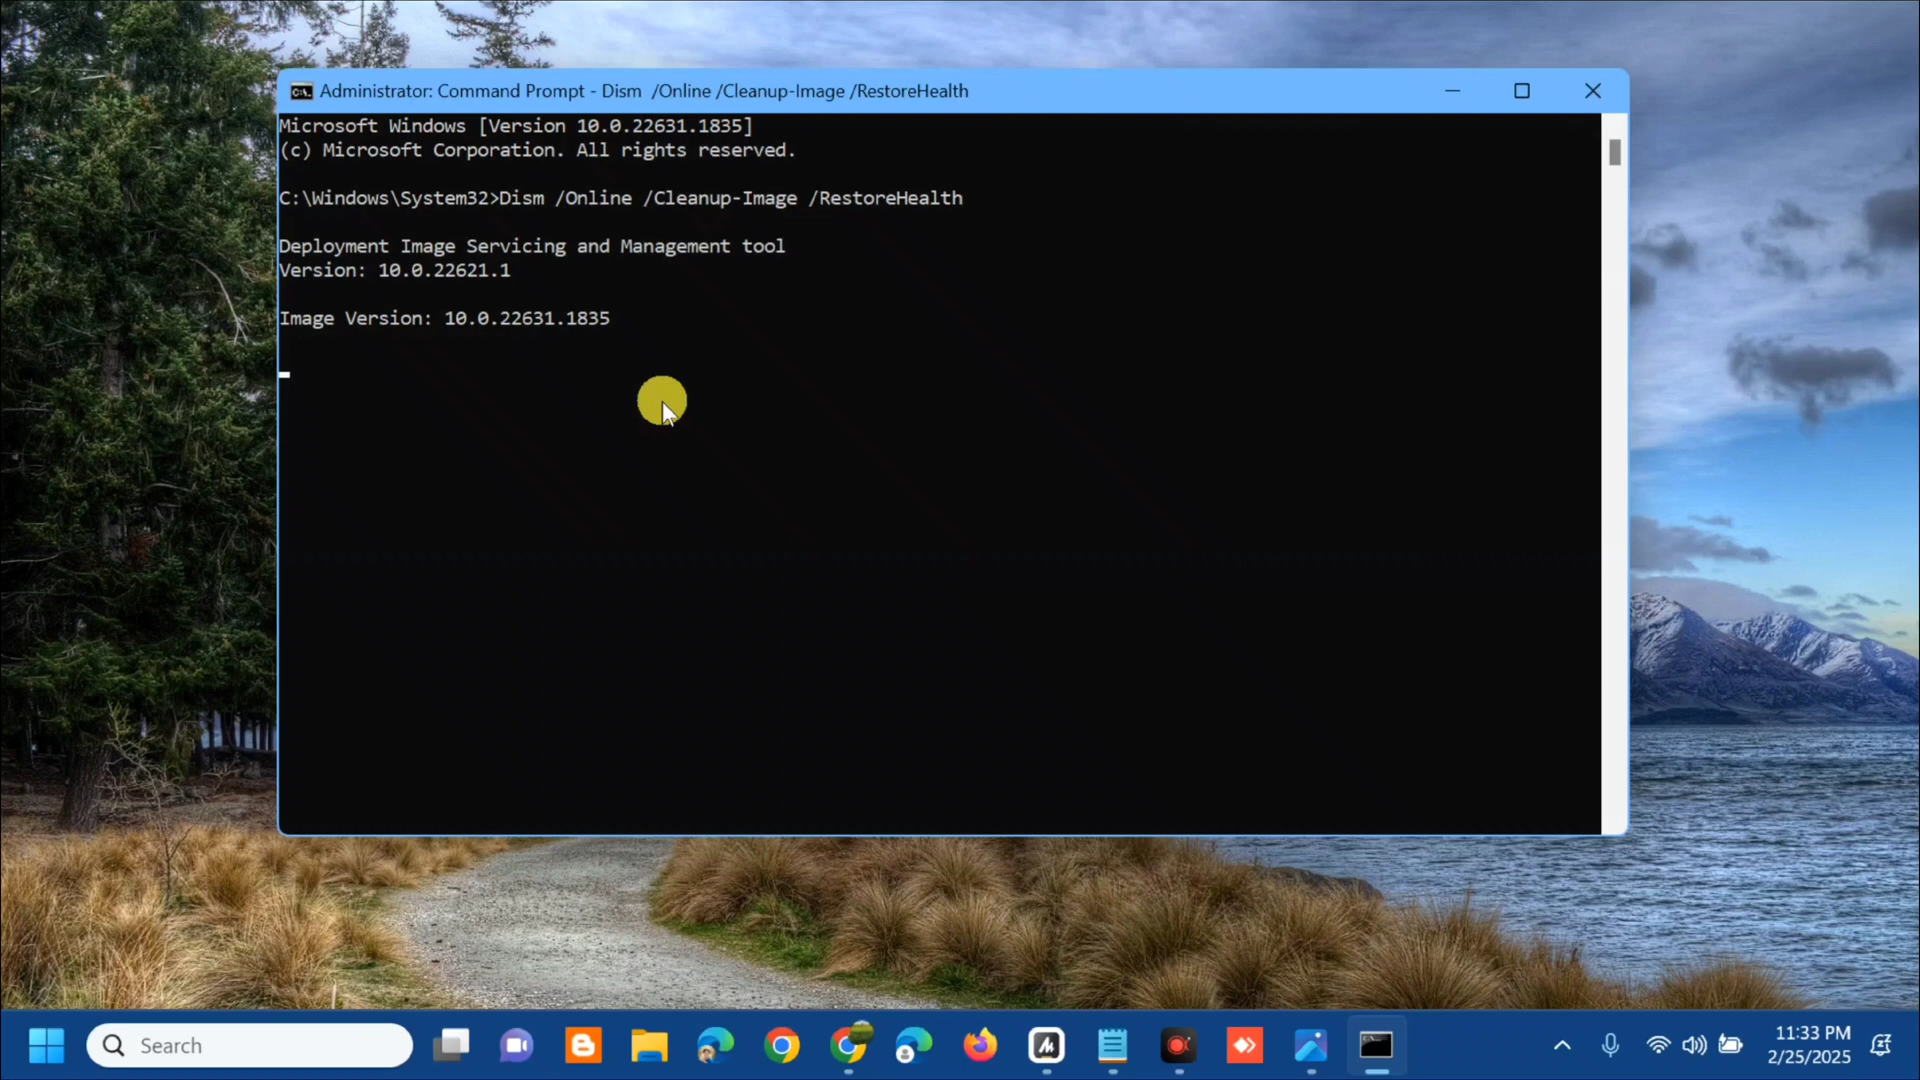 Administrator: Command Prompt - Dism  /Online /Cleanup-Image /RestoreHealth
Microsoft Windows [Version 10.0.22631.1835]
(c) Microsoft Corporation. All rights reserved.
C:\Windows\System32>Dism /Online /Cleanup-Image /RestoreHealth
Deployment Image Servicing and Management tool
Version: 10.0.22621.1
Image Version: 10.0.22631.1835
Search
11:33 PM
2/25/2025